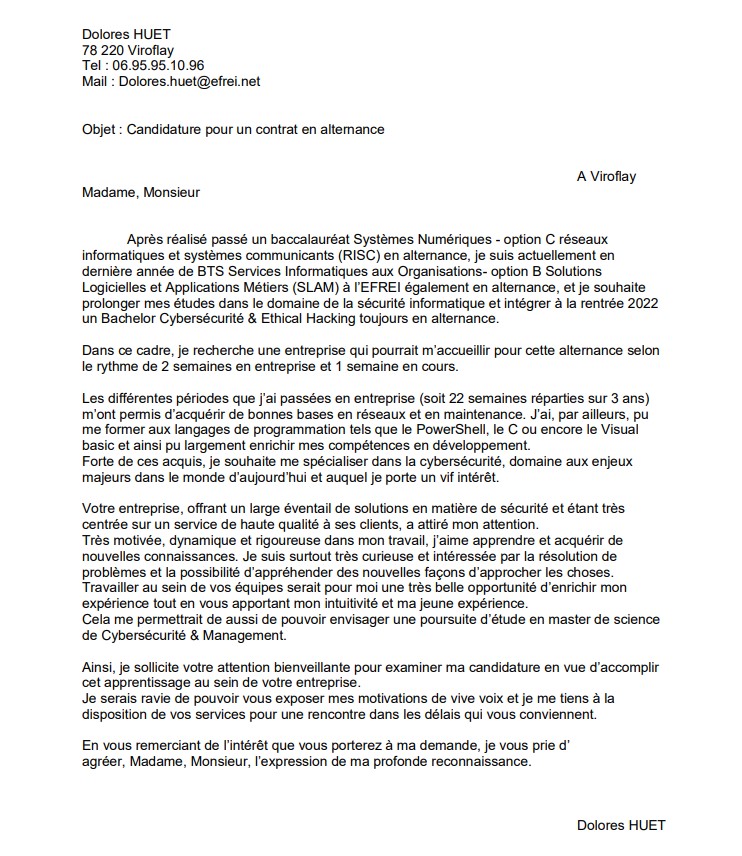 Dolores HUET
78 220 Viroflay
Tel : 06.95.95.10.96
Mail : Dolores.huet@efrei.net
Objet : Candidature pour un contrat en alternance
A Viroflay
Madame, Monsieur
Après réalisé passé un baccalauréat Systèmes Numériques - option C réseaux
informatiques et systèmes communicants (RISC) en alternance, je suis actuellement en
dernière année de BTS Services Informatiques aux Organisations- option B Solutions
Logicielles et Applications Métiers (SLAM) à l’EFREI également en alternance, et je souhaite
prolonger mes études dans le domaine de la sécurité informatique et intégrer à la rentrée 2022
un Bachelor Cybersécurité & Ethical Hacking toujours en alternance.
Dans ce cadre, je recherche une entreprise qui pourrait m’accueillir pour cette alternance selon
le rythme de 2 semaines en entreprise et 1 semaine en cours.
Les différentes périodes que j’ai passées en entreprise (soit 22 semaines réparties sur 3 ans)
m’ont permis d’acquérir de bonnes bases en réseaux et en maintenance. J’ai, par ailleurs, pu
me former aux langages de programmation tels que le PowerShell, le C ou encore le Visual
basic et ainsi pu largement enrichir mes compétences en développement.
Forte de ces acquis, je souhaite me spécialiser dans la cybersécurité, domaine aux enjeux
majeurs dans le monde d’aujourd’hui et auquel je porte un vif intérêt.
Votre entreprise, offrant un large éventail de solutions en matière de sécurité et étant très
centrée sur un service de haute qualité à ses clients, a attiré mon attention.
Très motivée, dynamique et rigoureuse dans mon travail, j’aime apprendre et acquérir de
nouvelles connaissances. Je suis surtout très curieuse et intéressée par la résolution de
problèmes et la possibilité d’appréhender des nouvelles façons d’approcher les choses.
Travailler au sein de vos équipes serait pour moi une très belle opportunité d’enrichir mon
expérience tout en vous apportant mon intuitivité et ma jeune expérience.
Cela me permettrait de aussi de pouvoir envisager une poursuite d’étude en master de science
de Cybersécurité & Management.
Ainsi, je sollicite votre attention bienveillante pour examiner ma candidature en vue d’accomplir
cet apprentissage au sein de votre entreprise.
Je serais ravie de pouvoir vous exposer mes motivations de vive voix et je me tiens à la
disposition de vos services pour une rencontre dans les délais qui vous conviennent.
En vous remerciant de l’intérêt que vous porterez à ma demande, je vous prie d’
agréer, Madame, Monsieur, l’expression de ma profonde reconnaissance.
Dolores HUET